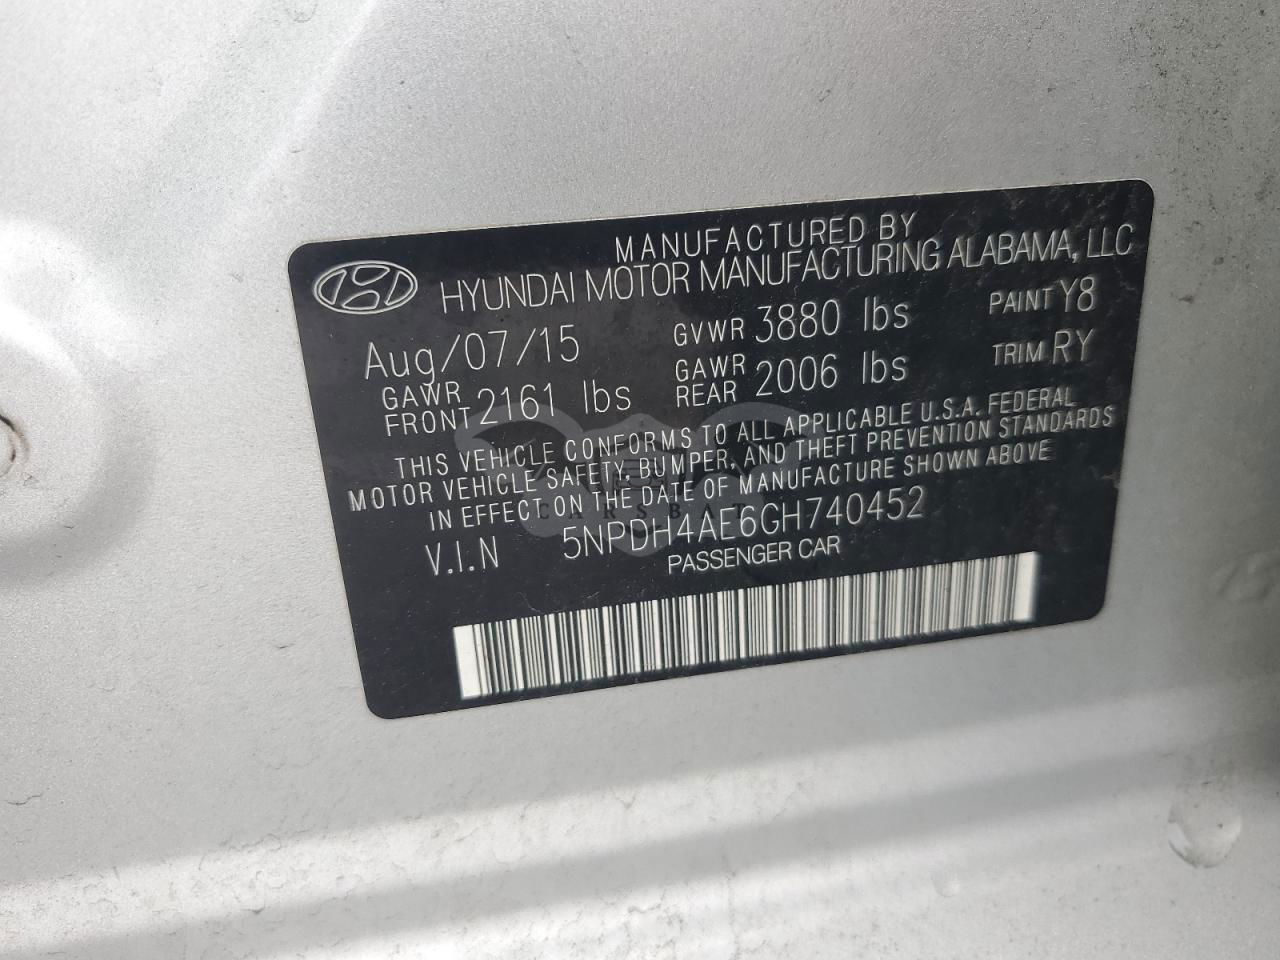 MANUFACTURED BY
HYUNDAI MOTOR MANUFACTURING ALABAMA, LLC
Aug/07/15 GVWR 3880 lbs PAINT Y8
GAWR FRONT 2161 lbs GAWR REAR 2006 lbs TRIM RY
THIS VEHICLE CONFORMS TO ALL APPLICABLE U.S.A. FEDERAL
MOTOR VEHICLE SAFETY, BUMPER, AND THEFT PREVENTION STANDARDS
IN EFFECT ON THE DATE OF MANUFACTURE SHOWN ABOVE
CARSBAT
V.I.N 5NPDH4AE6GH740452
PASSENGER CAR